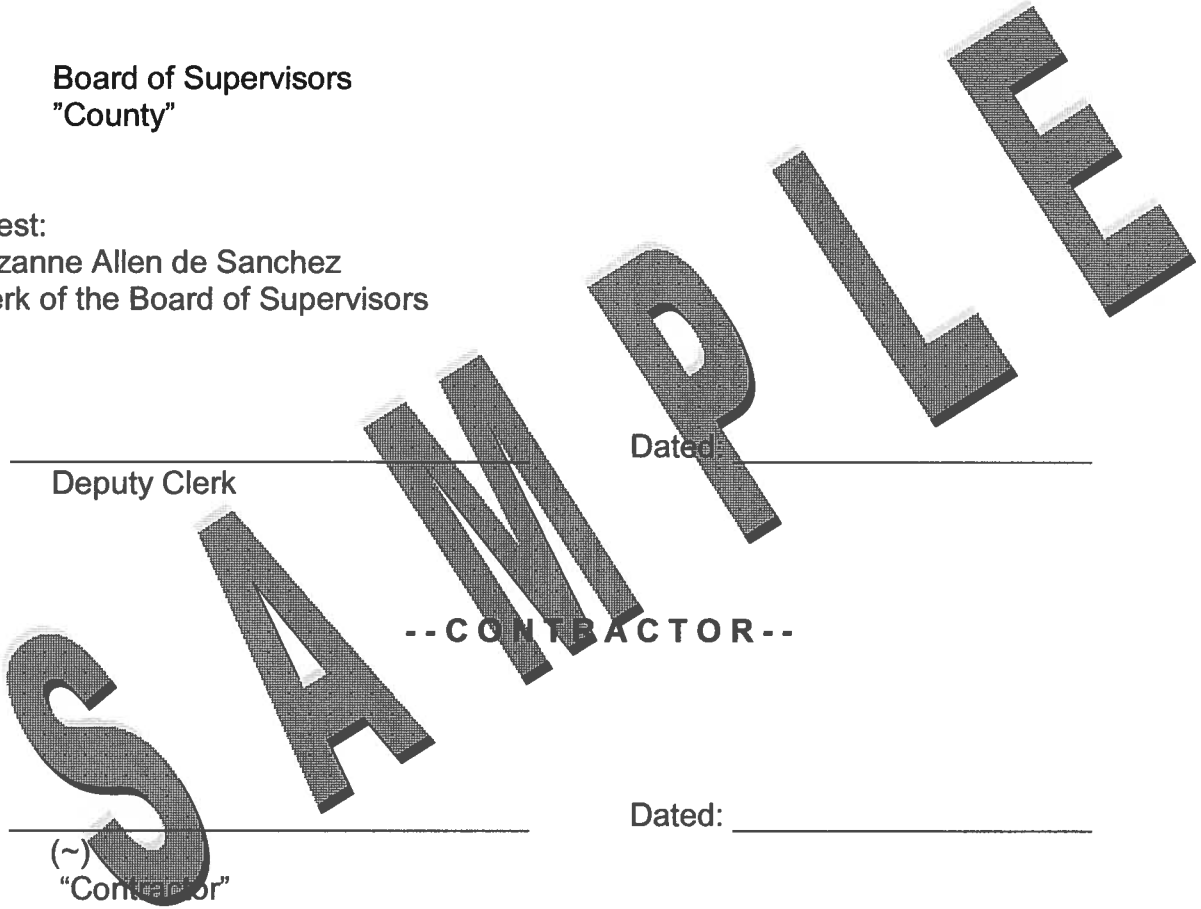 Board of Supervisors
"County"
est:
zanne Allen de Sanchez
erk of the Board of Supervisors
Dated:
Deputy Clerk
--CONTRACTOR--
Dated:
(~)
"Contractor"
SAMPLE